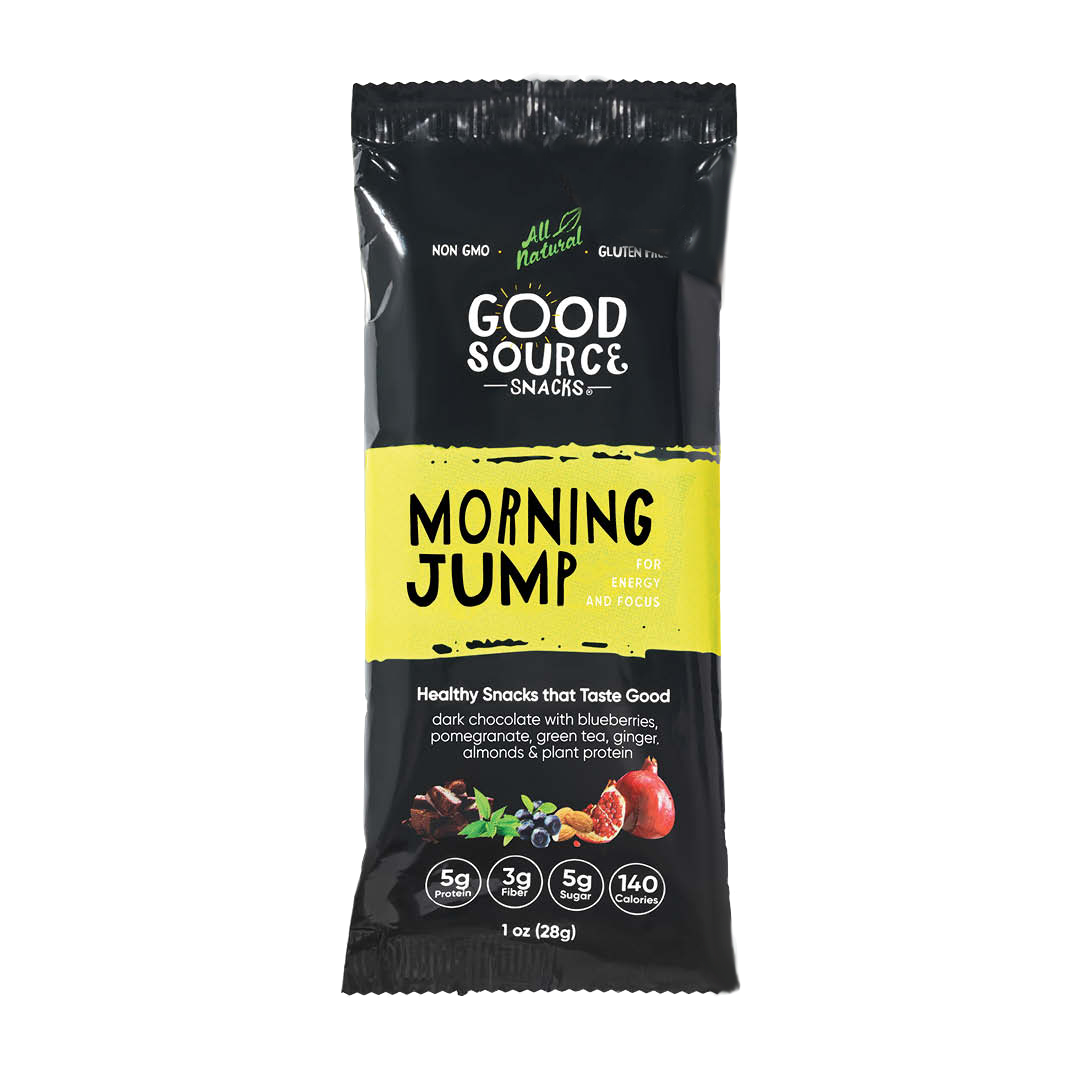 NON GMO · All Natural · GLUTEN
GOOD
SOURCE
SNACKS®
MORNING
JUMP
FOR
ENERGY
AND FOCUS
Healthy Snacks that Taste Good
dark chocolate with blueberries,
pomegranate, green tea, ginger,
almonds & plant protein
5g Protein 3g Fiber 5g Sugar 140 Calories
1 oz (28g)